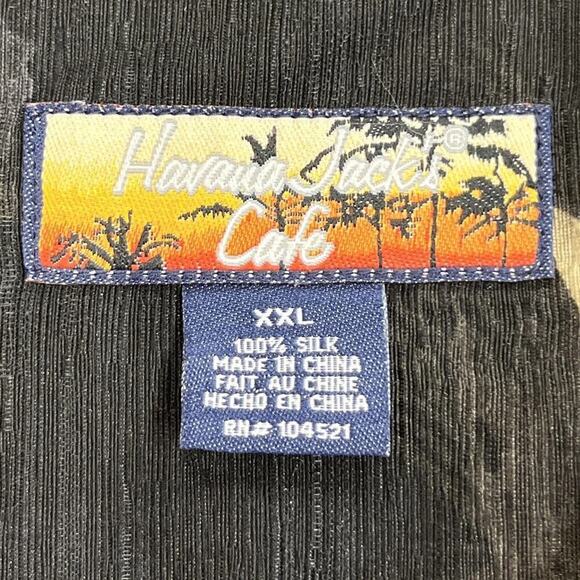 Havana Jack's®
Cafe
XXL
100% SILK
MADE IN CHINA
FAIT AU CHINE
HECHO EN CHINA
RN# 104521